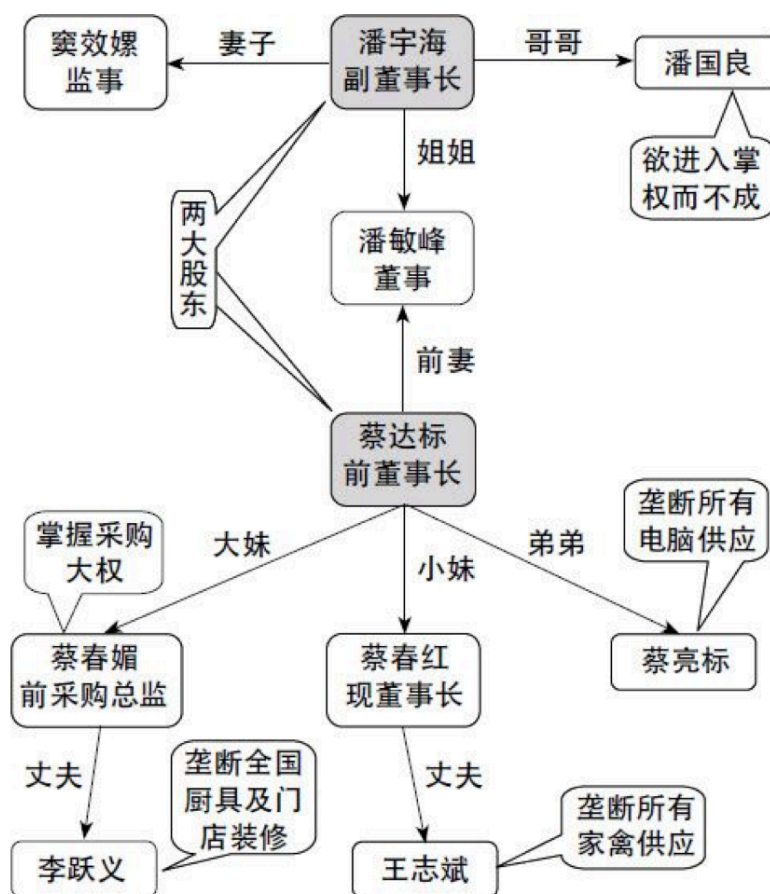 窦效嫘
监事
妻子
潘宇海
副董事长
哥哥
潘国良
欲进入掌
权而不成
姐姐
两大股东
潘敏峰
董事
前妻
蔡达标
前董事长
掌握采购
大权
大妹
小妹
弟弟
垄断所有
电脑供应
蔡春媚
前采购总监
蔡春红
现董事长
蔡亮标
丈夫
垄断全国
厨具及门
店装修
丈夫
垄断所有
家禽供应
李跃义
王志斌